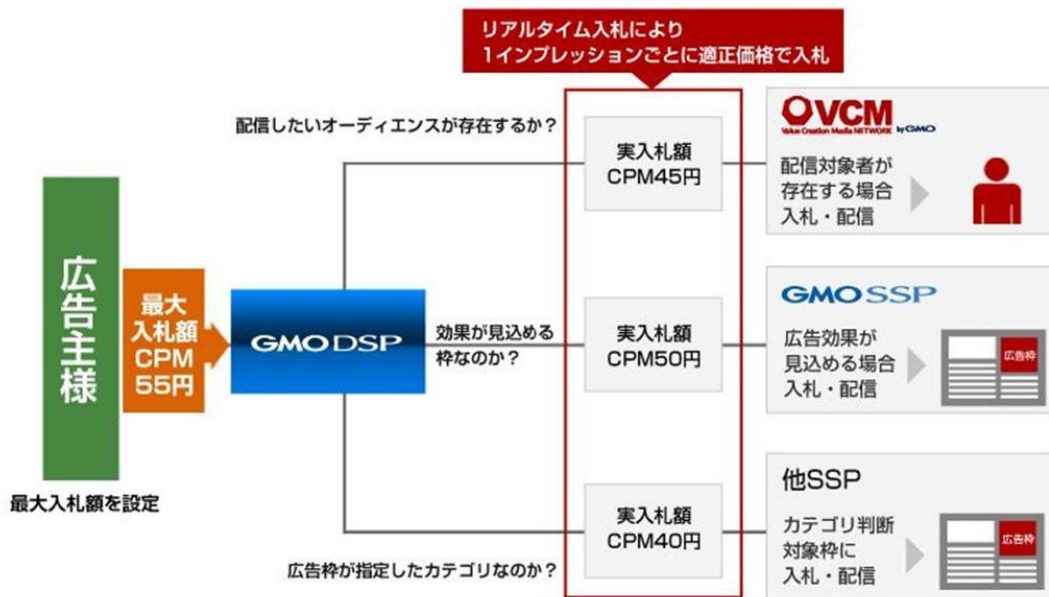 リアルタイム入札により
1インプレッションごとに適正価格で入札
配信したいオーディエンスが存在するか?
実入札額
CPM45円
VCM
Value Creation Media NETWORK by GMO
配信対象者が
存在する場合
入札・配信
広告主様
最大
入札額
CPM
55円
GMO DSP
効果が見込める
枠なのか?
実入札額
CPM50円
GMO SSP
広告効果が
見込める場合
入札・配信
広告枠
最大入札額を設定
実入札額
CPM40円
他SSP
カテゴリ判断
対象枠に
入札・配信
広告枠
広告枠が指定したカテゴリなのか?